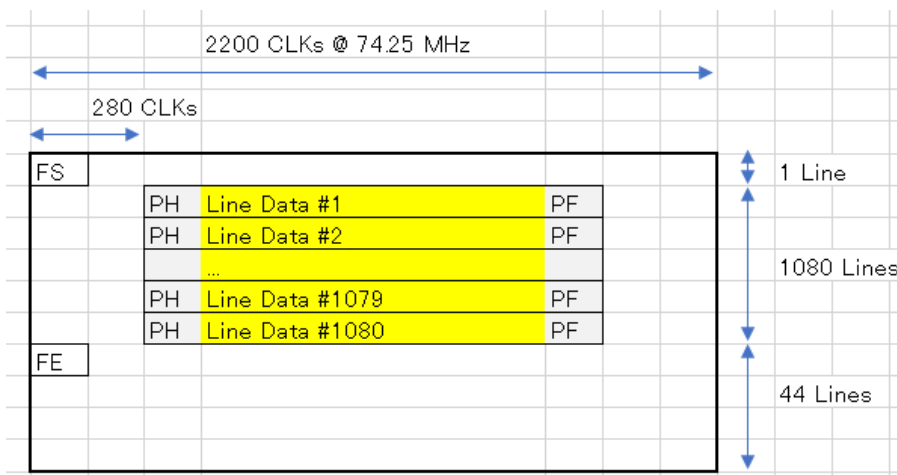 2200 CLKs @ 74.25 MHz
280 CLKs
FS
1 Line
PH Line Data #1 PF
PH Line Data #2 PF
...
1080 Lines
PH Line Data #1079 PF
PH Line Data #1080 PF
FE
44 Lines